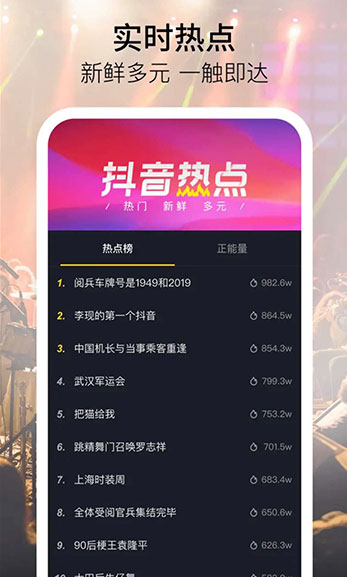 实时热点
新鲜多元 一触即达
抖音热点
/ 热门 新鲜 多元 /
热点榜 正能量
1. 阅兵车牌号是1949和2019 982.6w
2. 李现的第一个抖音 864.5w
3. 中国机长与当事乘客重逢 854.3w
4. 武汉军运会 799.3w
5. 把猫给我 753.2w
6. 跳精舞门召唤罗志祥 701.5w
7. 上海时装周 683.4w
8. 全体受阅官兵集结完毕 650.6w
9. 90后梗王袁隆平 626.3w
10.